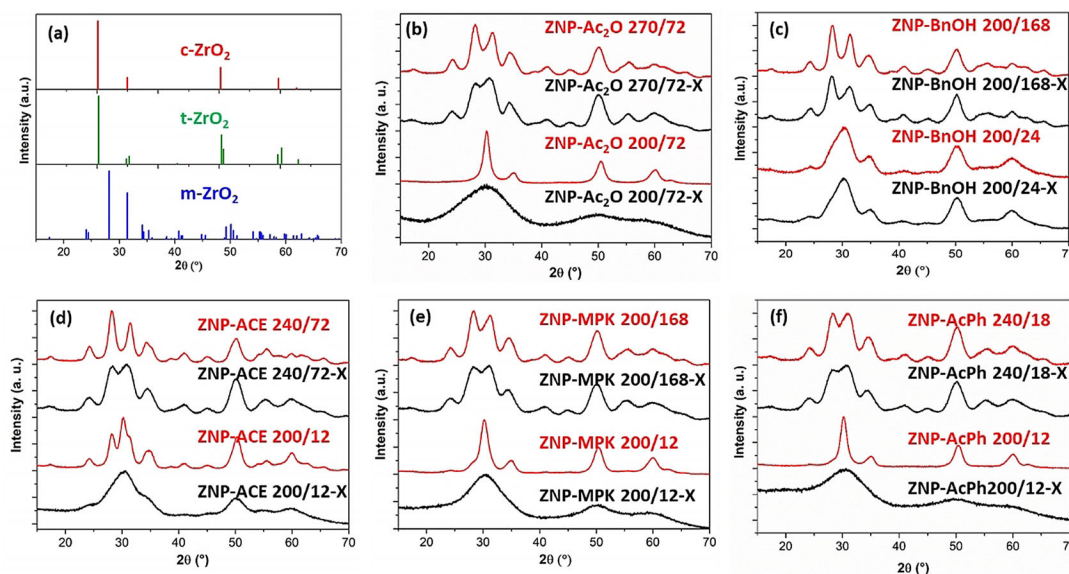 (a)
c-ZrO₂
t-ZrO₂
m-ZrO₂
Intensity (a.u.)
20 30 40 50 60 70
2θ (°)
(b)
ZNP-Ac₂O 270/72
ZNP-Ac₂O 270/72-X
ZNP-Ac₂O 200/72
ZNP-Ac₂O 200/72-X
Intensity (a. u.)
20 30 40 50 60 70
2θ (°)
(c)
ZNP-BnOH 200/168
ZNP-BnOH 200/168-X
ZNP-BnOH 200/24
ZNP-BnOH 200/24-X
Intensity (a. u.)
20 30 40 50 60 70
2θ (°)
(d)
ZNP-ACE 240/72
ZNP-ACE 240/72-X
ZNP-ACE 200/12
ZNP-ACE 200/12-X
Intensity (a. u.)
20 30 40 50 60 70
2θ (°)
(e)
ZNP-MPK 200/168
ZNP-MPK 200/168-X
ZNP-MPK 200/12
ZNP-MPK 200/12-X
Intensity (a. u.)
20 30 40 50 60 70
2θ (°)
(f)
ZNP-AcPh 240/18
ZNP-AcPh 240/18-X
ZNP-AcPh 200/12
ZNP-AcPh200/12-X
Intensity (a. u.)
20 30 40 50 60 70
2θ (°)